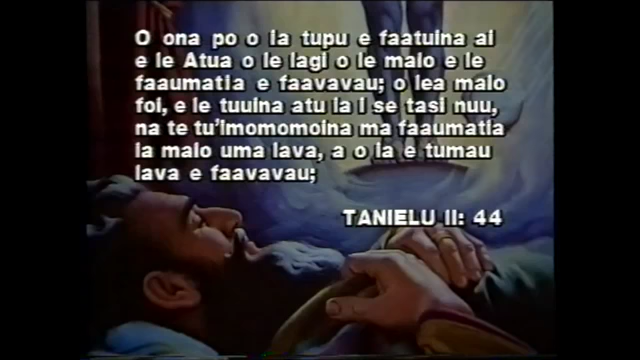 O ona po o ia tupu e faatuina ai
e le Atua o le lagi o le malo e le
faaumatia e faavavau; o lea malo
foi, e le tuuina atu ia i se tasi nuu,
na te tu'imomomoina ma faaumatia
ia malo uma lava, a o ia e tumau
lava e faavavau;
TANIELU II: 44